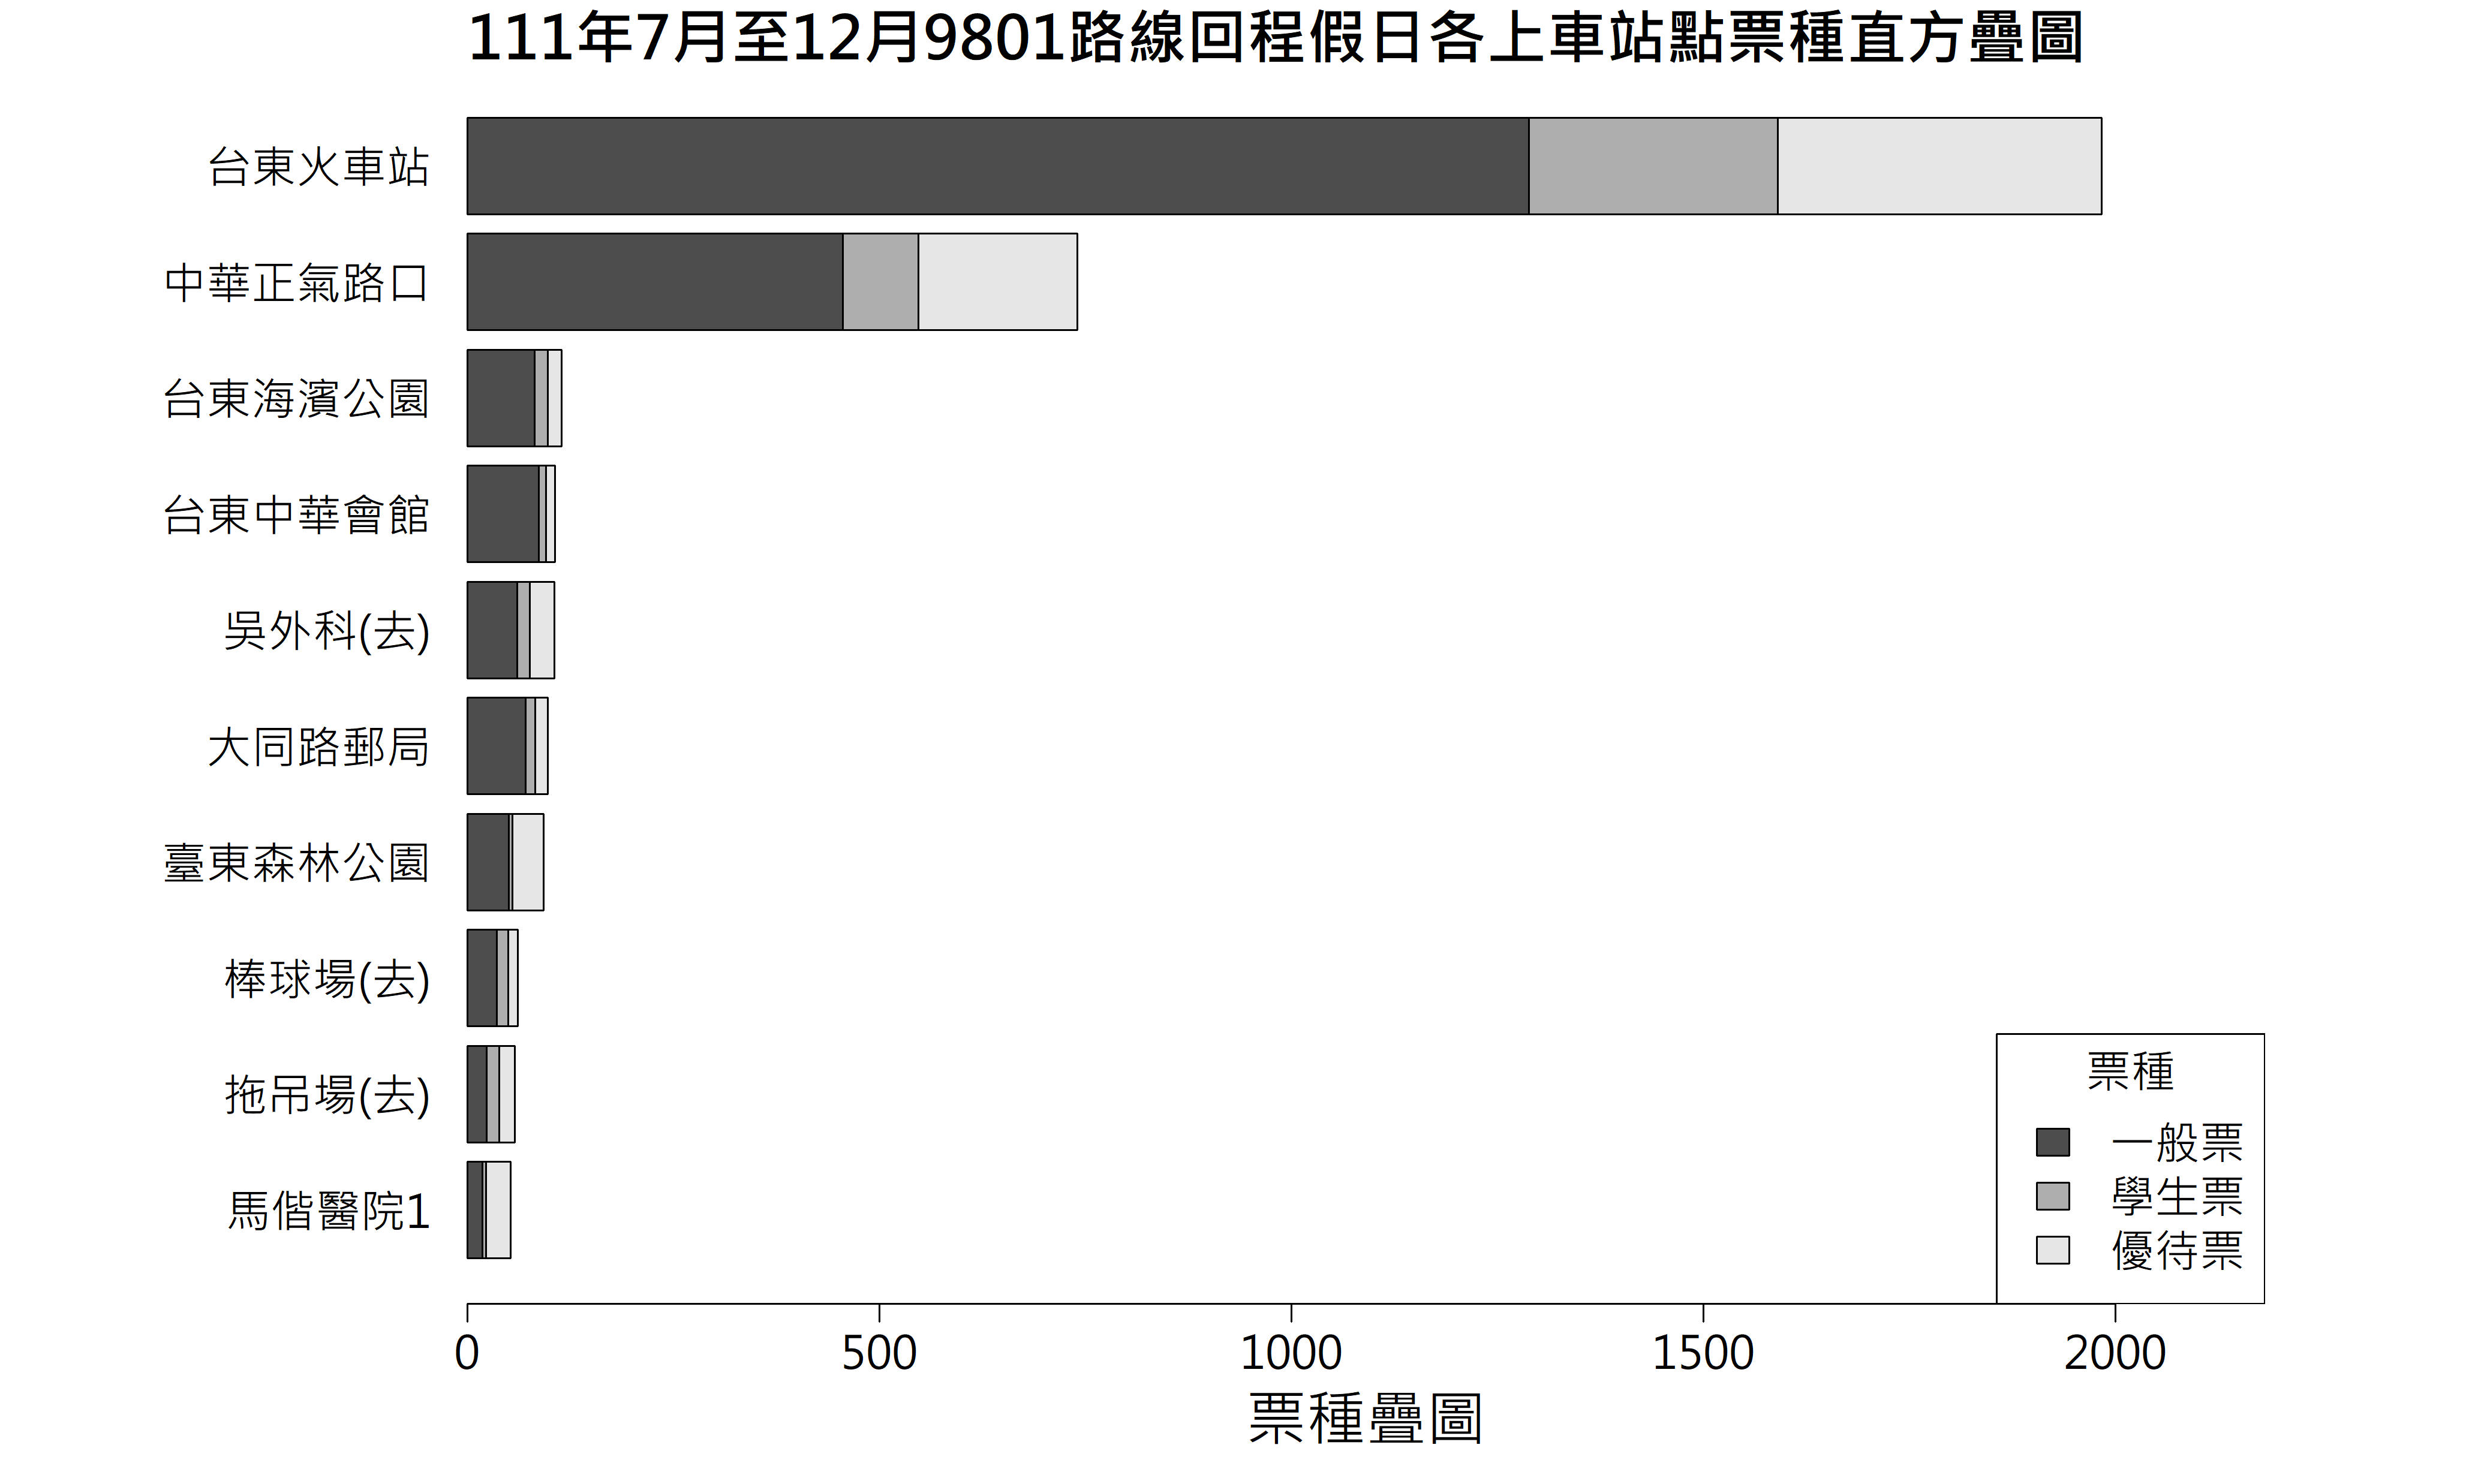 111年7月至12月9801路線回程假日各上車站點票種直方疊圖
台東火車站
中華正氣路口
台東海濱公園
台東中華會館
吳外科(去)
大同路郵局
臺東森林公園
棒球場(去)
拖吊場(去)
馬偕醫院1
票種
一般票
學生票
優待票
0 500 1000 1500 2000
票種疊圖